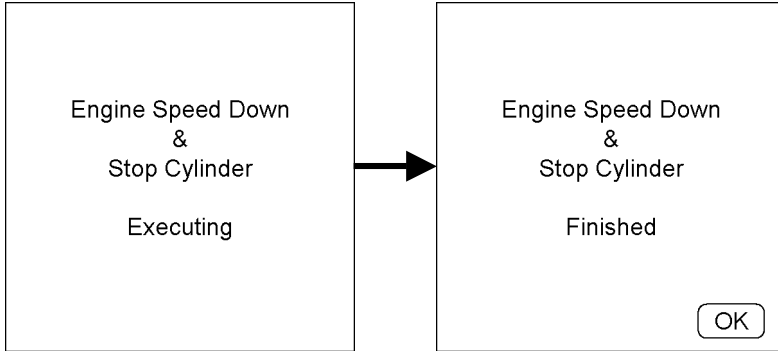 Engine Speed Down
&
Stop Cylinder
Executing
Engine Speed Down
&
Stop Cylinder
Finished
OK